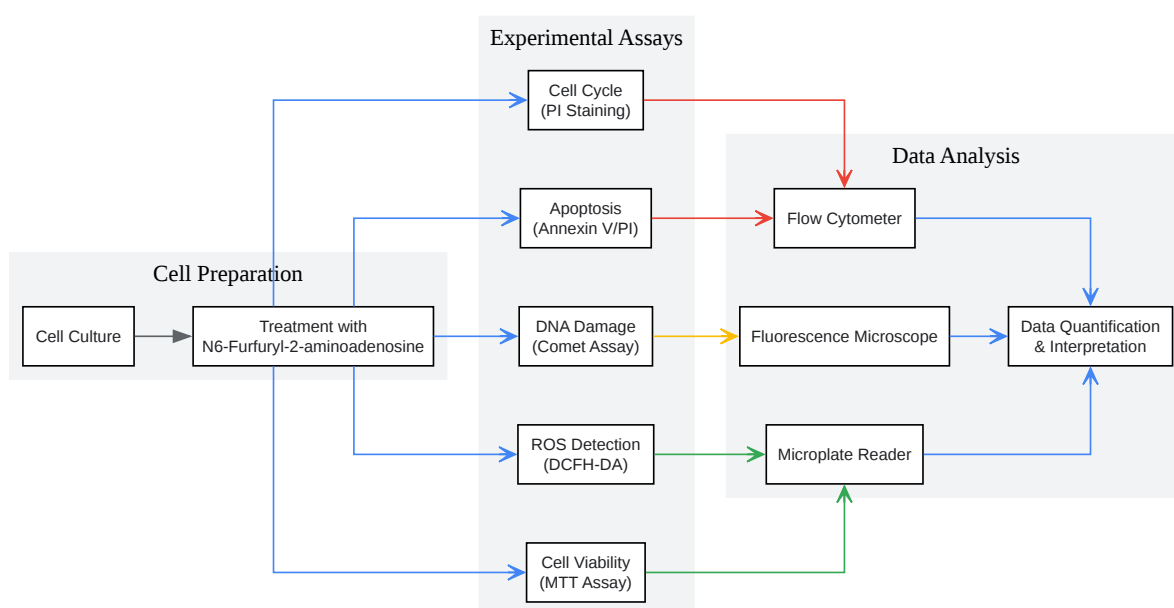 Experimental Assays
Cell Cycle
(PI Staining)
Data Analysis
Apoptosis
(Annexin V/PI)
Flow Cytometer
Cell Preparation
Cell Culture
Treatment with
N6-Furfuryl-2-aminoadenosine
DNA Damage
(Comet Assay)
Fluorescence Microscope
Data Quantification
& Interpretation
ROS Detection
(DCFH-DA)
Microplate Reader
Cell Viability
(MTT Assay)